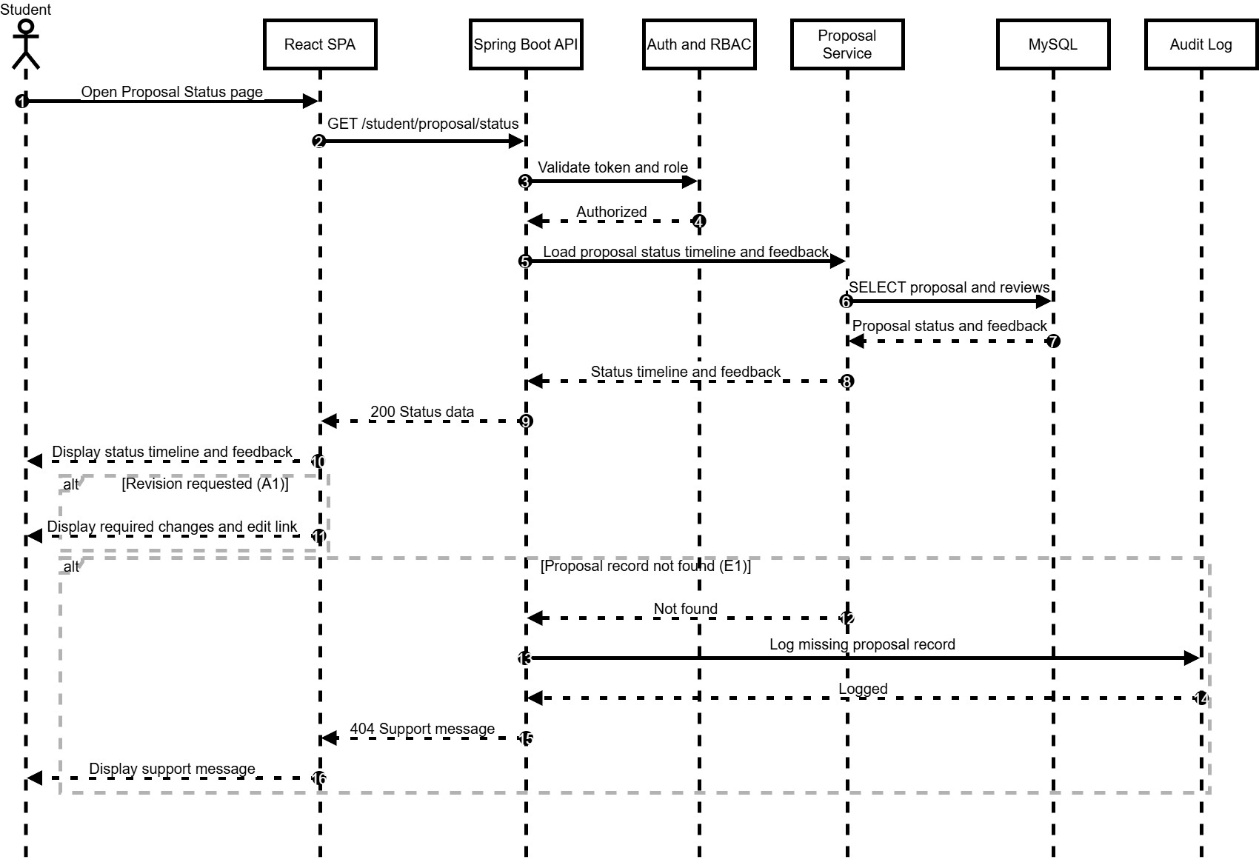 Student
React SPA
Spring Boot API
Auth and RBAC
Proposal
Service
MySQL
Audit Log
1
Open Proposal Status page
2
GET /student/proposal/status
3
Validate token and role
4
Authorized
5
Load proposal status timeline and feedback
6
SELECT proposal and reviews
7
Proposal status and feedback
8
Status timeline and feedback
9
200 Status data
10
Display status timeline and feedback
alt
[Revision requested (A1)]
11
Display required changes and edit link
alt
[Proposal record not found (E1)]
12
Not found
13
Log missing proposal record
14
Logged
15
404 Support message
16
Display support message